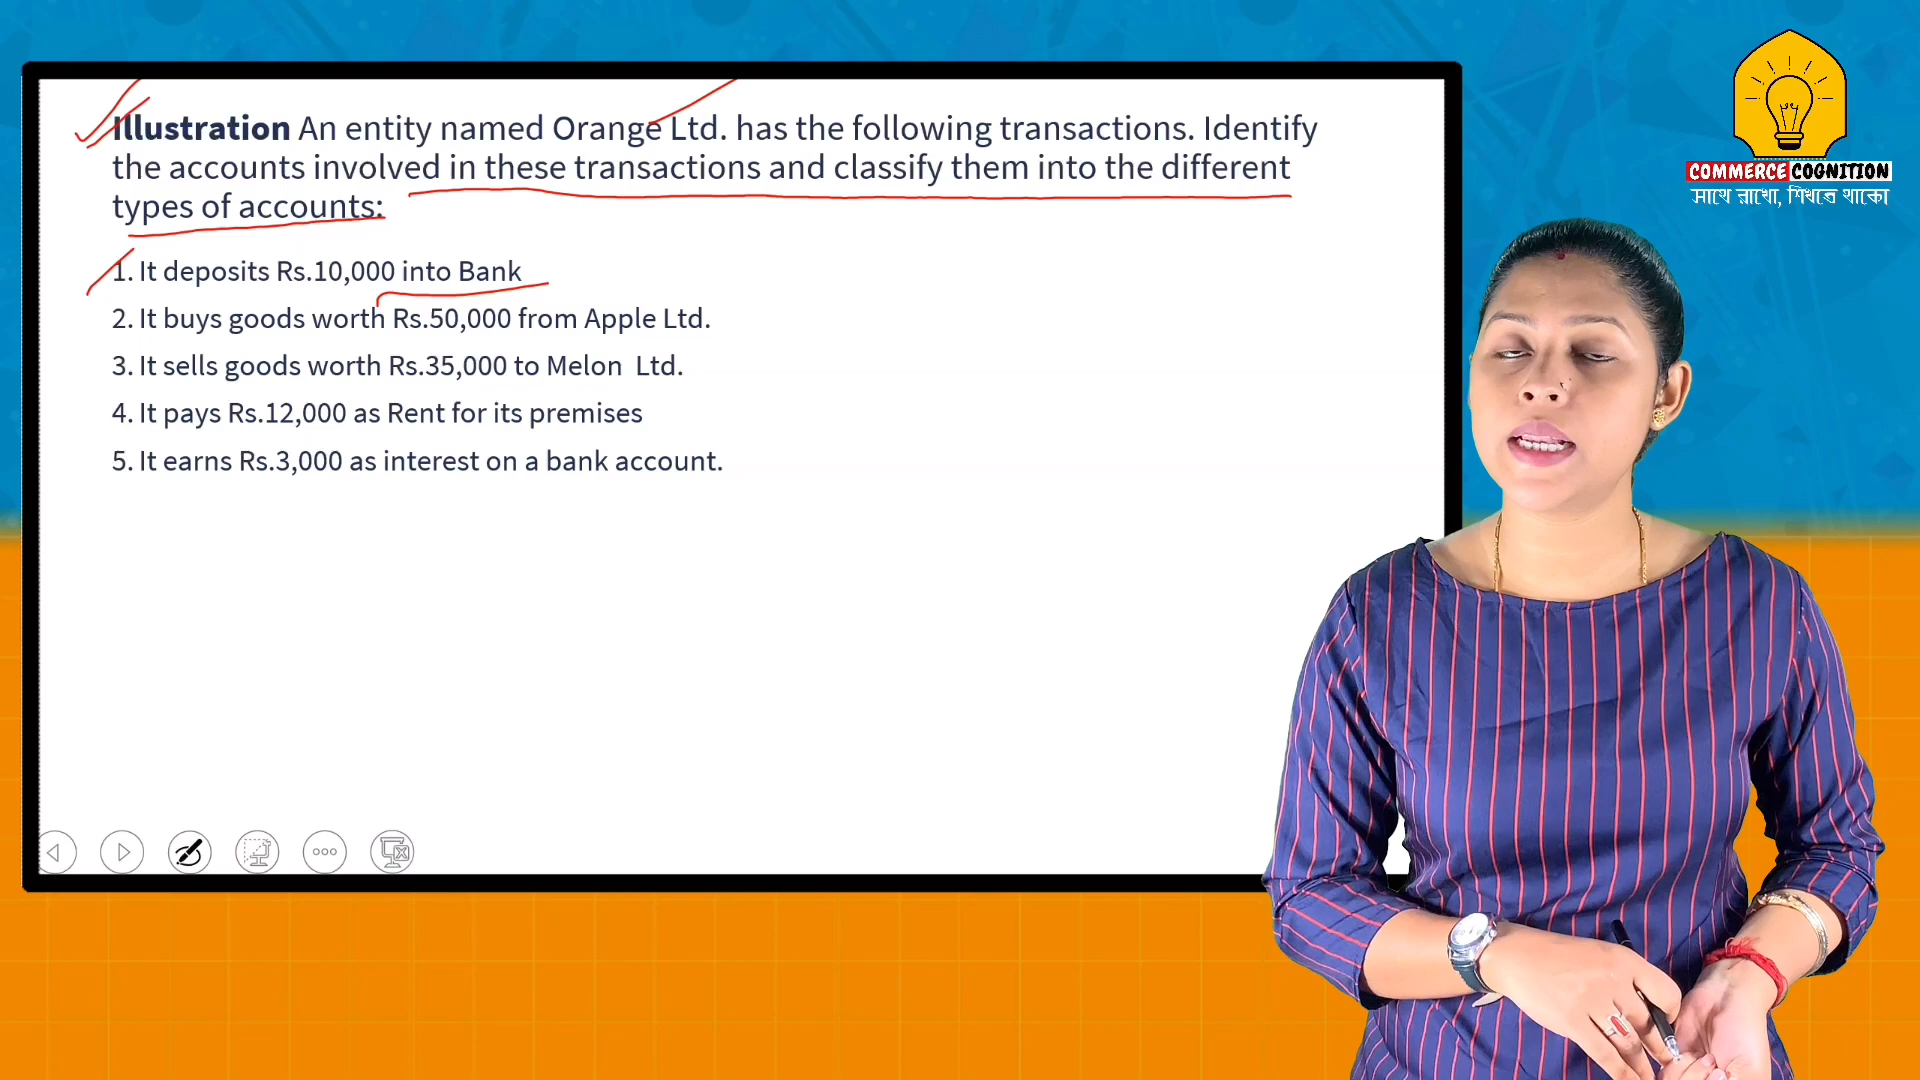 Illustration An entity named Orange Ltd. has the following transactions. Identify
the accounts involved in these transactions and classify them into the different
types of accounts:
1. It deposits Rs.10,000 into Bank
2. It buys goods worth Rs.50,000 from Apple Ltd.
3. It sells goods worth Rs.35,000 to Melon  Ltd.
4. It pays Rs.12,000 as Rent for its premises
5. It earns Rs.3,000 as interest on a bank account.
COMMERCE COGNITION
সাথে রাখো, শিখতে থাকো